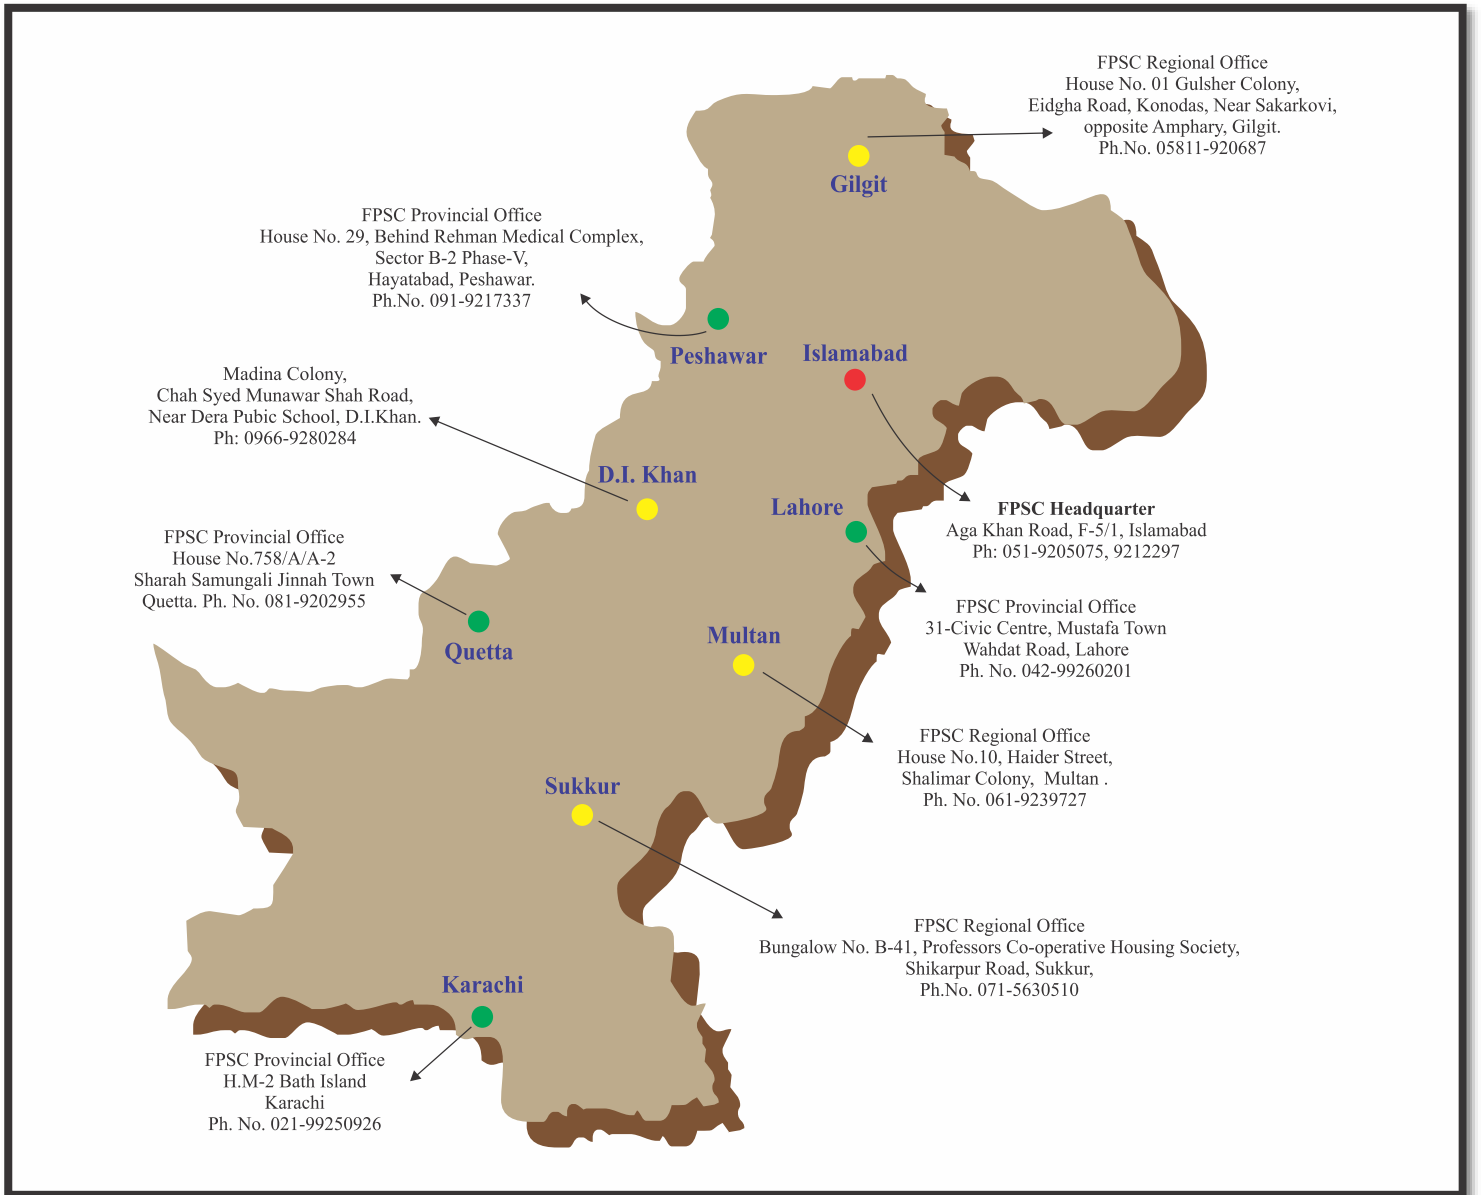 FPSC Regional Office
House No. 01 Gulsher Colony,
Eidgha Road, Konodas, Near Sakarkovi,
opposite Amphary, Gilgit.
Ph.No. 05811-920687
Gilgit
FPSC Provincial Office
House No. 29, Behind Rehman Medical Complex,
Sector B-2 Phase-V,
Hayatabad, Peshawar.
Ph.No. 091-9217337
Peshawar
Islamabad
Madina Colony,
Chah Syed Munawar Shah Road,
Near Dera Pubic School, D.I.Khan.
Ph: 0966-9280284
D.I. Khan
Lahore
FPSC Headquarter
Aga Khan Road, F-5/1, Islamabad
Ph: 051-9205075, 9212297
FPSC Provincial Office
House No.758/A/A-2
Sharah Samungali Jinnah Town
Quetta. Ph. No. 081-9202955
Quetta
FPSC Provincial Office
31-Civic Centre, Mustafa Town
Wahdat Road, Lahore
Ph. No. 042-99260201
Multan
FPSC Regional Office
House No.10, Haider Street,
Shalimar Colony, Multan .
Ph. No. 061-9239727
Sukkur
FPSC Regional Office
Bungalow No. B-41, Professors Co-operative Housing Society,
Shikarpur Road, Sukkur,
Ph.No. 071-5630510
Karachi
FPSC Provincial Office
H.M-2 Bath Island
Karachi
Ph. No. 021-99250926